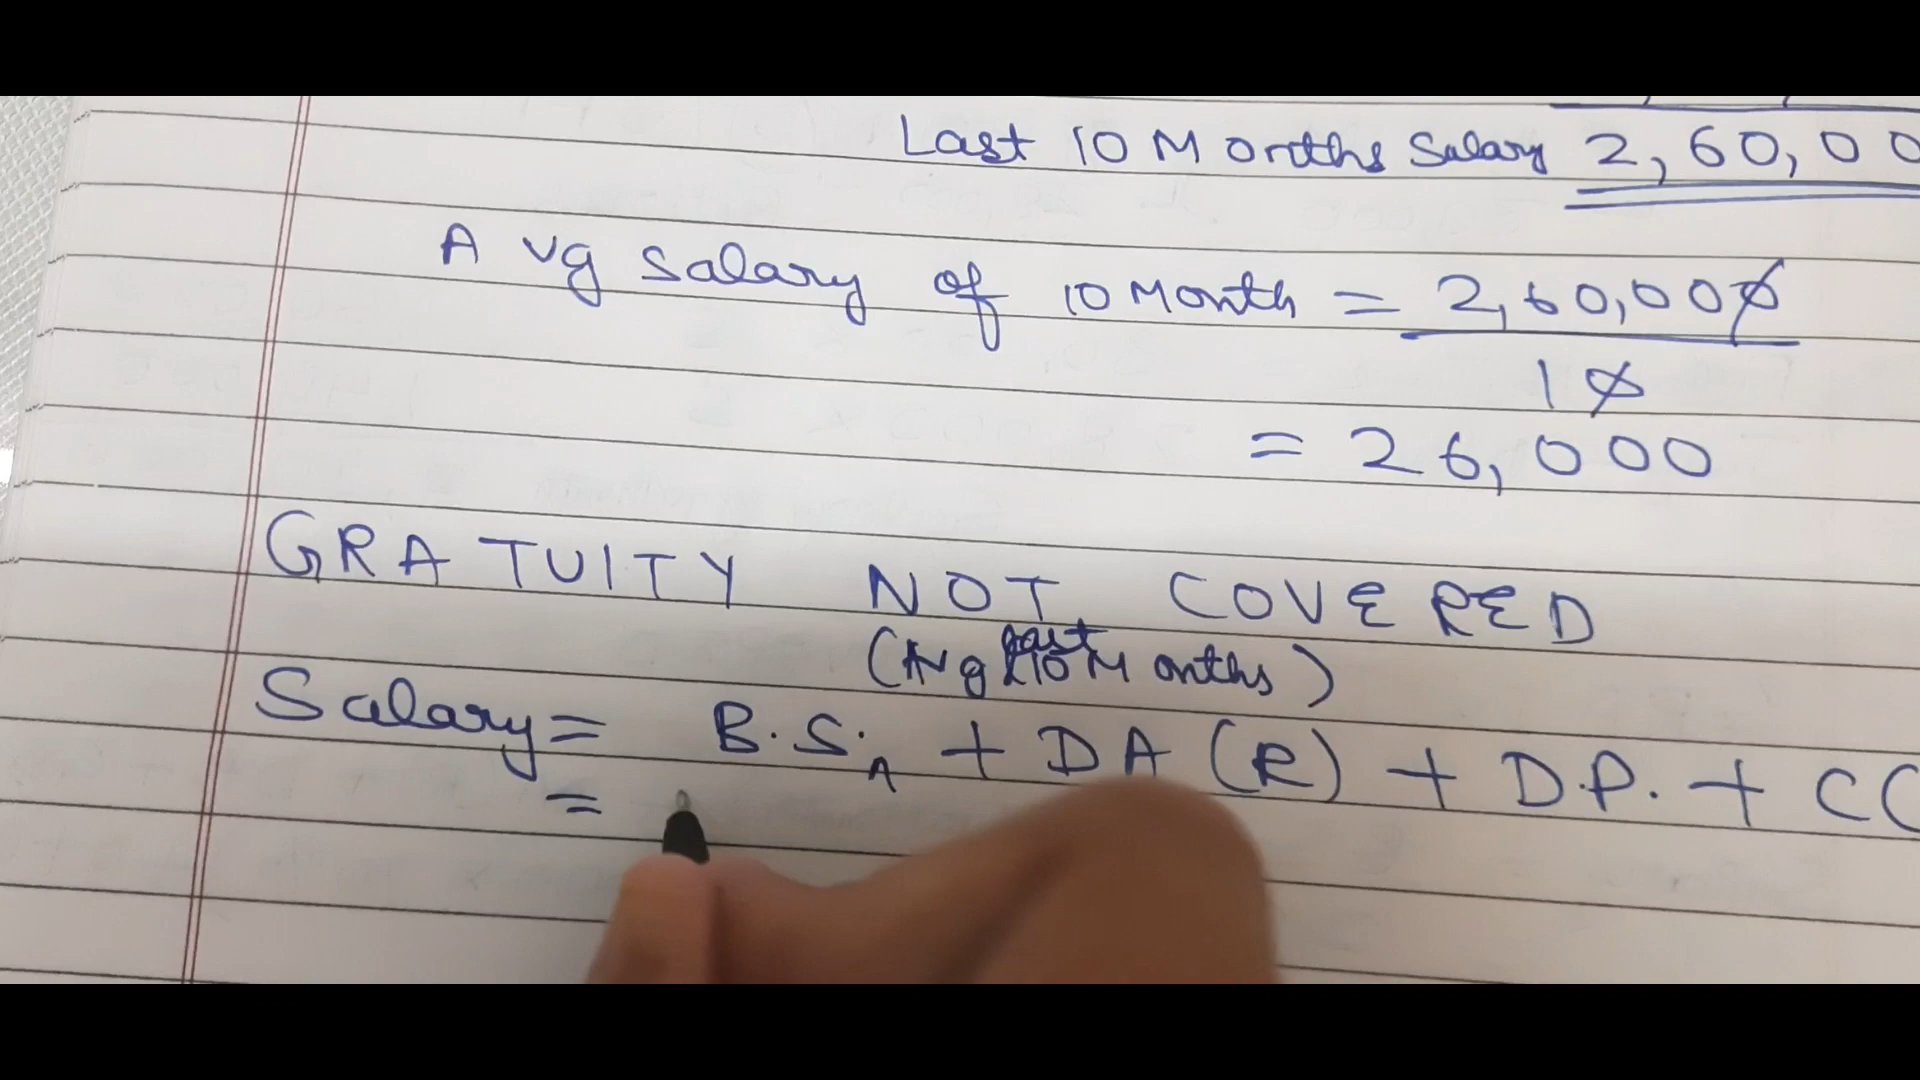 Last 10 Months Salary 2,60,00
Avg Salary of 10 Month = 2,60,000
10
= 26,000
GRATUITY NOT COVERED
(Avg last 10 Months)
Salary = B.S.A + DA (R) + D.P. + CC
=